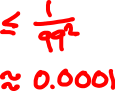 ≤ 1/99²
≈ 0.0001